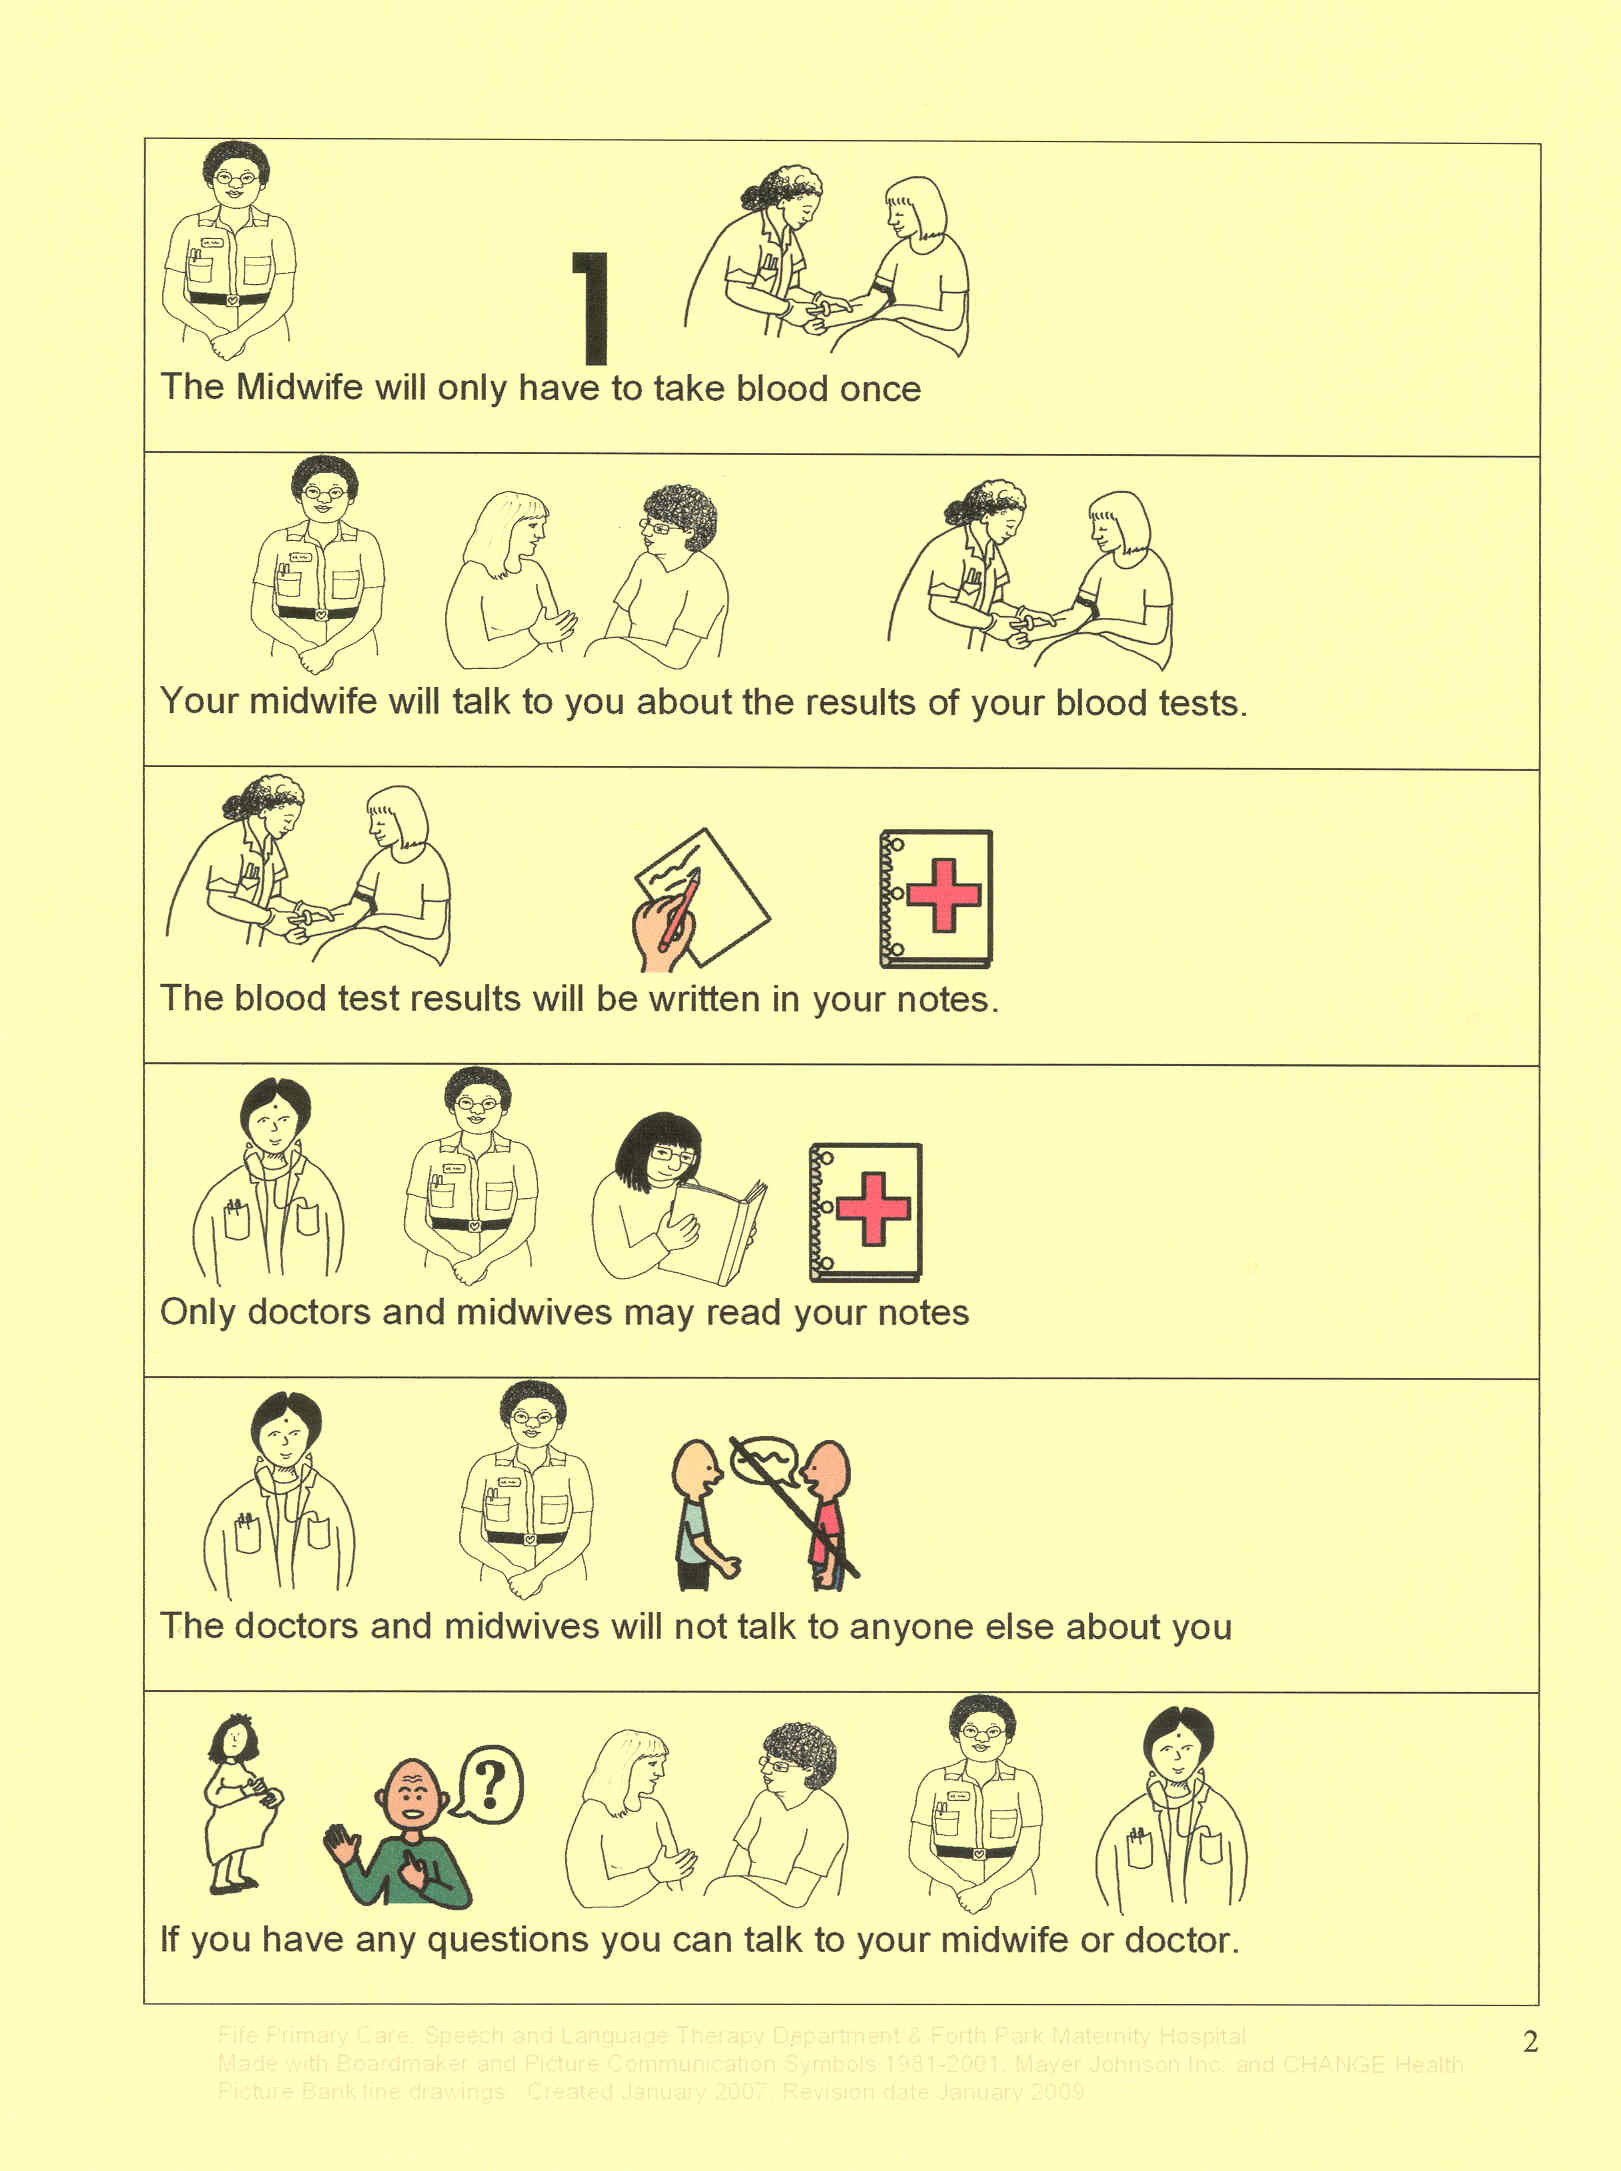 1
The Midwife will only have to take blood once
Your midwife will talk to you about the results of your blood tests.
The blood test results will be written in your notes.
Only doctors and midwives may read your notes
The doctors and midwives will not talk to anyone else about you
?
If you have any questions you can talk to your midwife or doctor.
Fife Primary Care: Speech and Language Therapy Department & Forth Park Maternity Hospital
2
Made with Boardmaker and Picture Communication Symbols 1981-2001, Mayer Johnson Inc. and CHANGE Health
Picture Bank line drawings. Created January 2007, Revision date January 2009